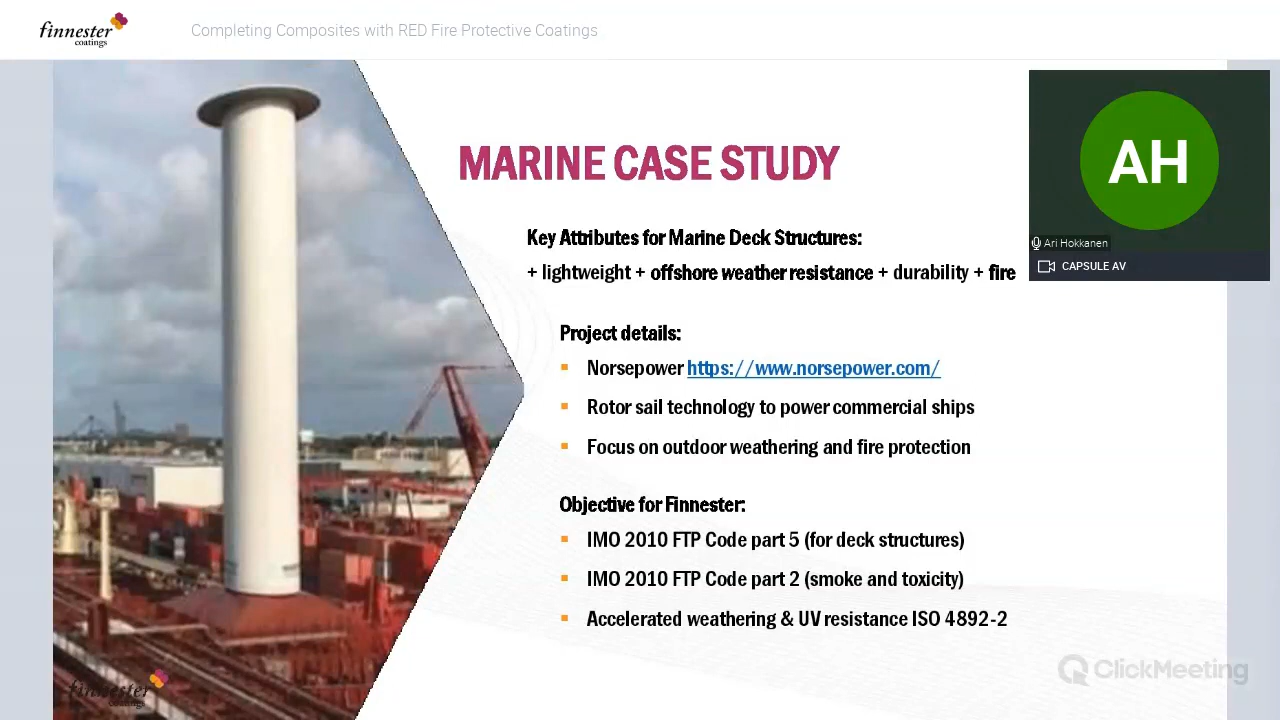 finnester
coatings
Completing Composites with RED Fire Protective Coatings
MARINE CASE STUDY
AH
Ari Hokkanen
CAPSULE AV
Key Attributes for Marine Deck Structures:
+ lightweight + offshore weather resistance + durability + fire
Project details:
▪ Norsepower https://www.norsepower.com/
▪ Rotor sail technology to power commercial ships
▪ Focus on outdoor weathering and fire protection
Objective for Finnester:
▪ IMO 2010 FTP Code part 5 (for deck structures)
▪ IMO 2010 FTP Code part 2 (smoke and toxicity)
▪ Accelerated weathering & UV resistance ISO 4892-2
finnester
coatings
ClickMeeting